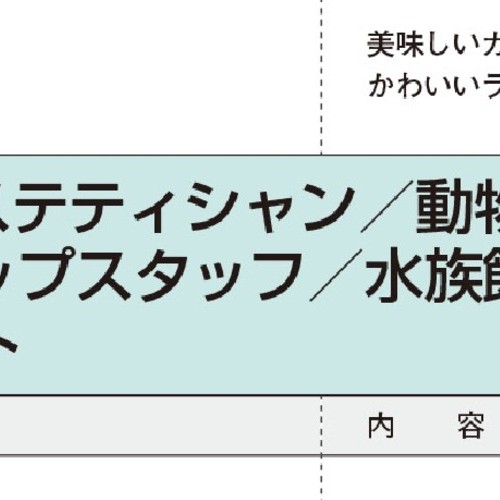 美味しいカ
かわいいラ
ステティシャン／動物
ップスタッフ／水族館
ト
内　容